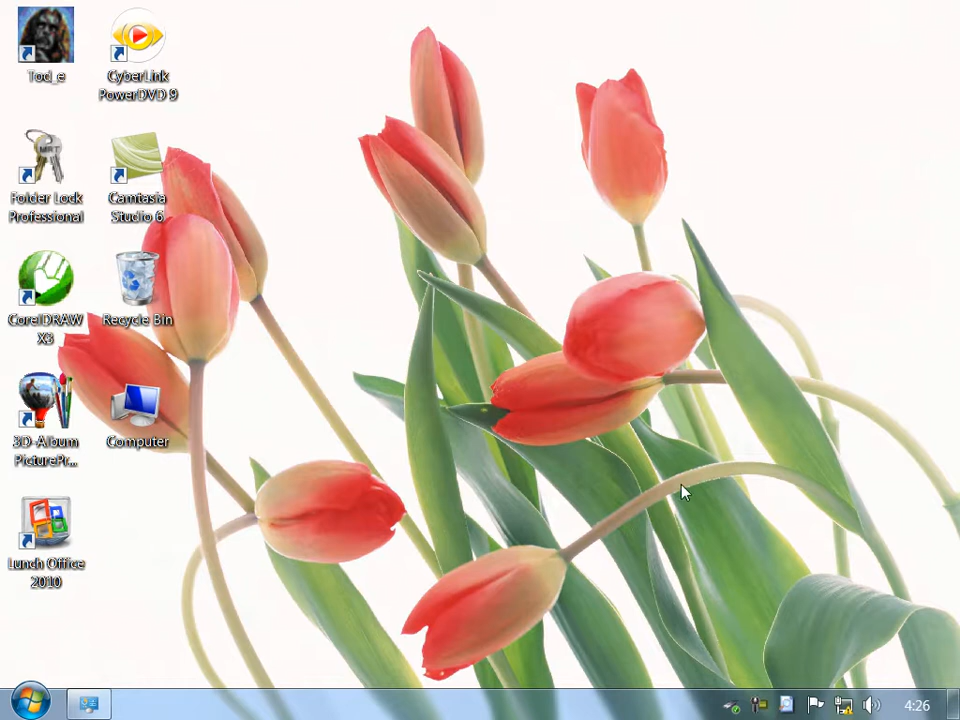 Tod_e
CyberLink
PowerDVD 9
MRT
Folder Lock
Professional
Camtasia
Studio 6
CorelDRAW
X3
Recycle Bin
3D-Album
PicturePr...
Computer
Lunch Office
2010
4:26